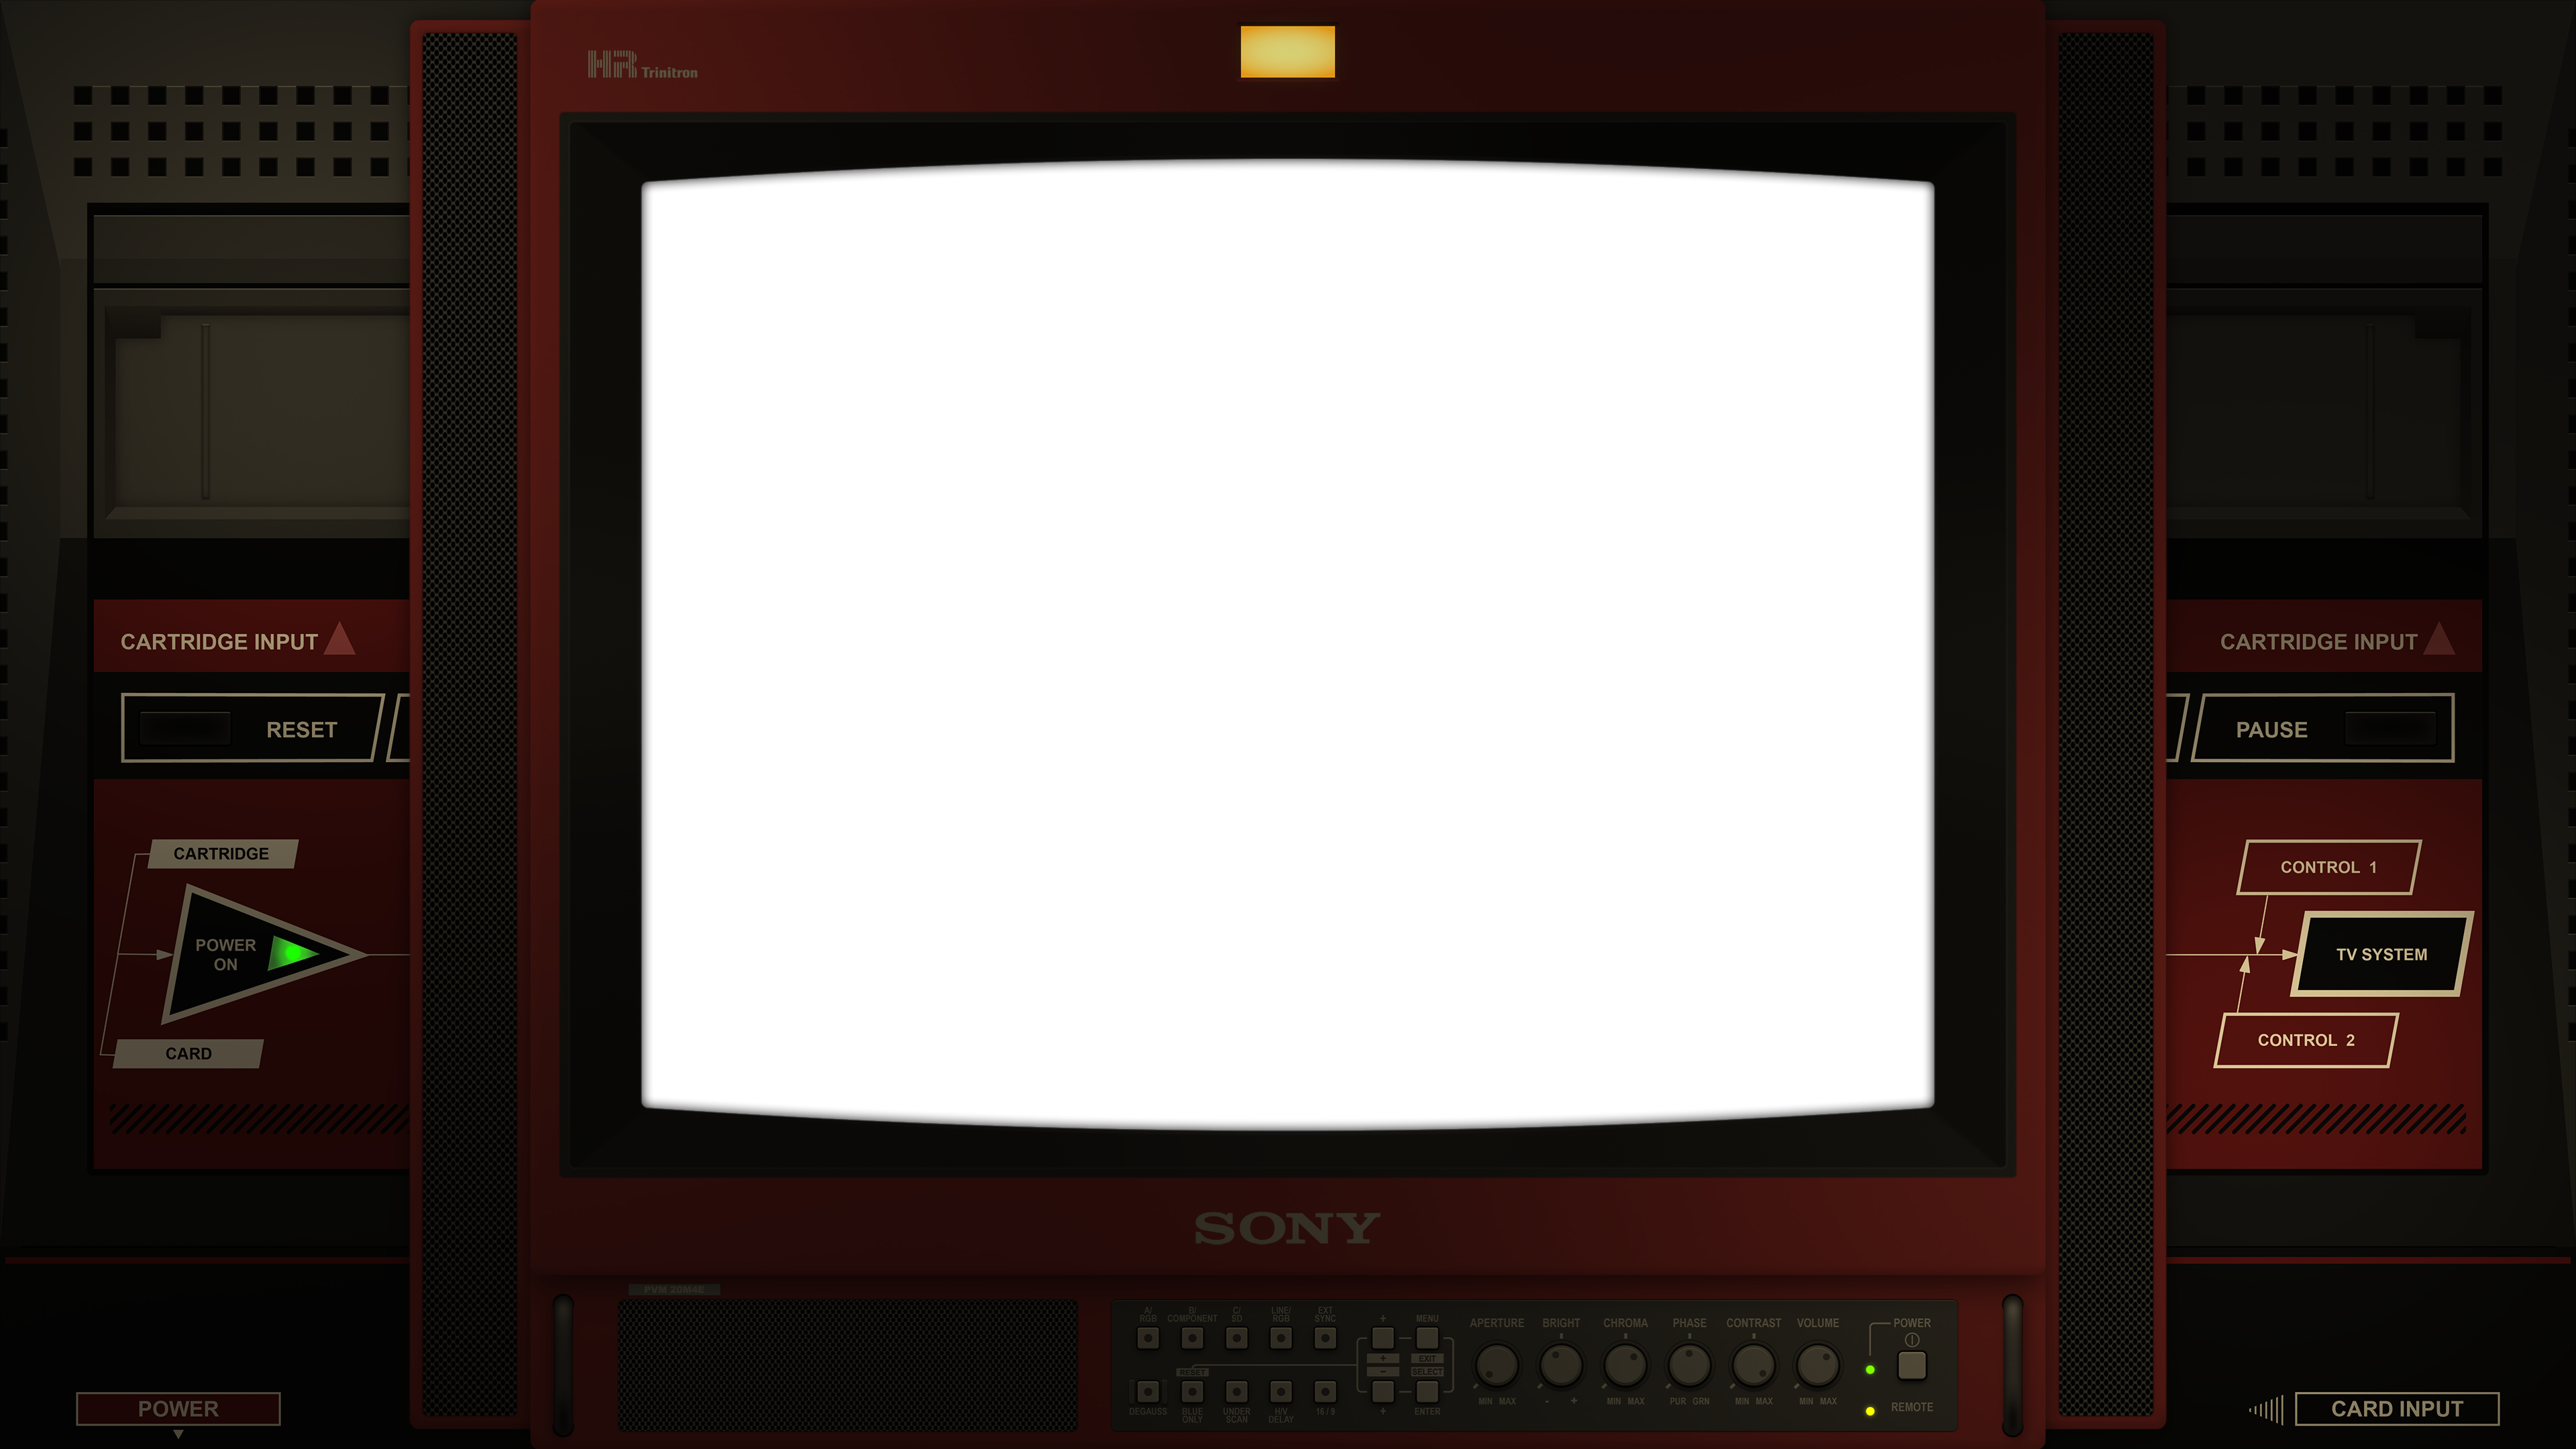 HR Trinitron
CARTRIDGE INPUT
CARTRIDGE INPUT
RESET
PAUSE
CARTRIDGE
POWER
ON
CARD
CONTROL 1
TV SYSTEM
CONTROL 2
SONY
PVM 20M4E
A/ RGB
B/ COMPONENT
C/ SD
LINE/ RGB
EXT SYNC
+
MENU
+
EXIT
RESET
−
SELECT
DEGAUSS
BLUE ONLY
UNDER SCAN
H/V DELAY
16 / 9
+
ENTER
APERTURE
BRIGHT
CHROMA
PHASE
CONTRAST
VOLUME
POWER
MIN MAX
- +
MIN MAX
PUR GRN
MIN MAX
MIN MAX
REMOTE
POWER
CARD INPUT